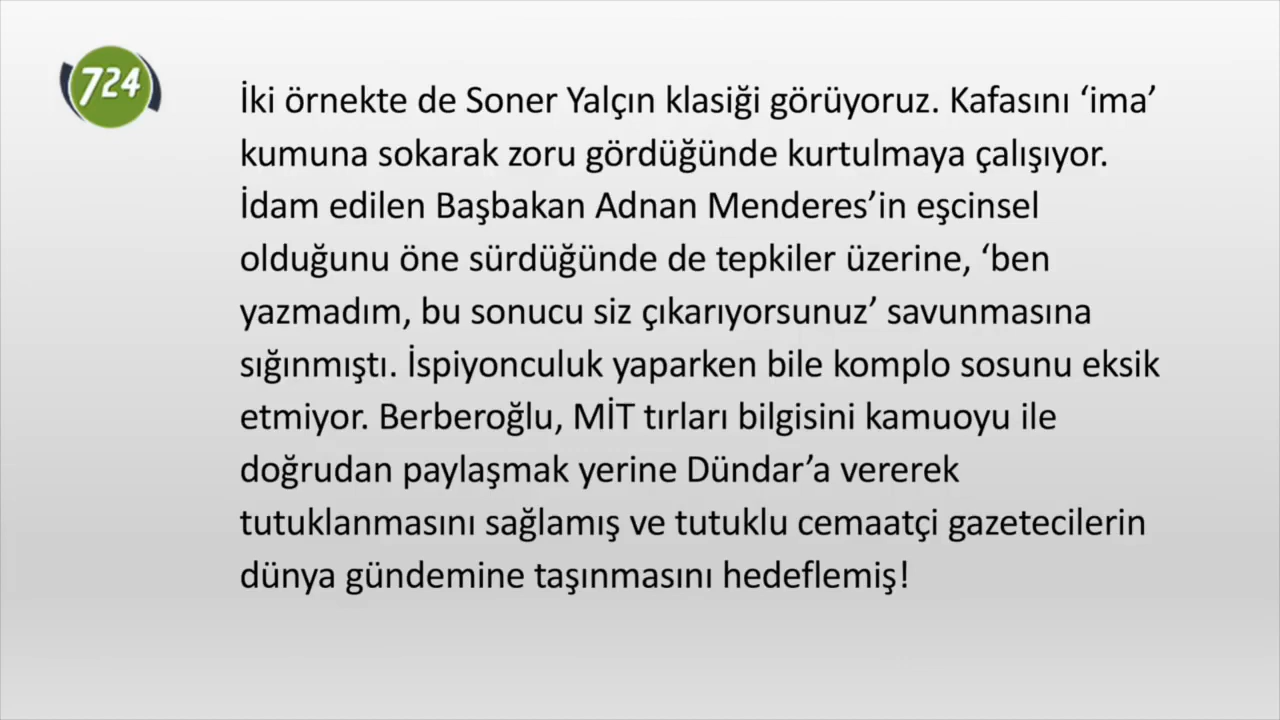 724
İki örnekte de Soner Yalçın klasiği görüyoruz. Kafasını ‘ima’
kumuna sokarak zoru gördüğünde kurtulmaya çalışıyor.
İdam edilen Başbakan Adnan Menderes’in eşcinsel
olduğunu öne sürdüğünde de tepkiler üzerine, ‘ben
yazmadım, bu sonucu siz çıkarıyorsunuz’ savunmasına
sığınmıştı. İspiyonculuk yaparken bile komplo sosunu eksik
etmiyor. Berberoğlu, MİT tırları bilgisini kamuoyu ile
doğrudan paylaşmak yerine Dündar’a vererek
tutuklanmasını sağlamış ve tutuklu cemaatçi gazetecilerin
dünya gündemine taşınmasını hedeflemiş!